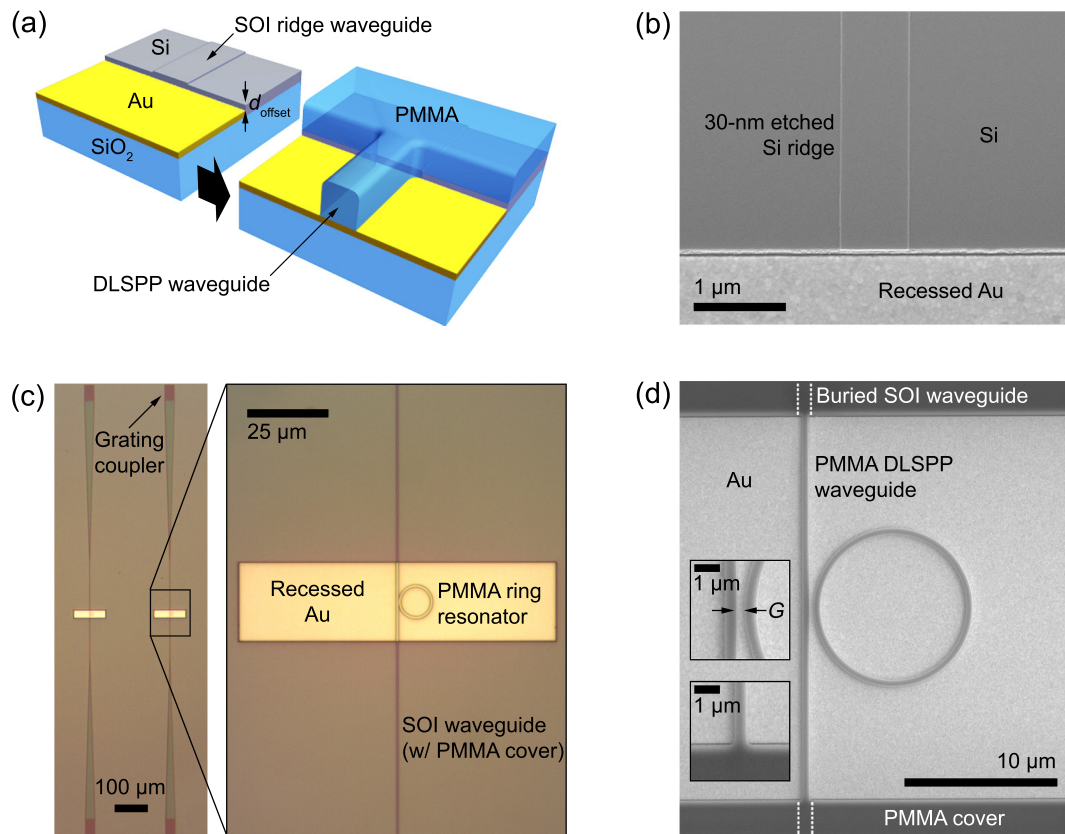 (a)
SOI ridge waveguide
Si
Au
d offset
SiO2
PMMA
DLSPP waveguide
(b)
30-nm etched
Si ridge
Si
1 µm
Recessed Au
(c)
Grating
coupler
100 µm
25 µm
Recessed
Au
PMMA ring
resonator
SOI waveguide
(w/ PMMA cover)
(d)
Buried SOI waveguide
Au
PMMA DLSPP
waveguide
1 µm
G
1 µm
10 µm
PMMA cover